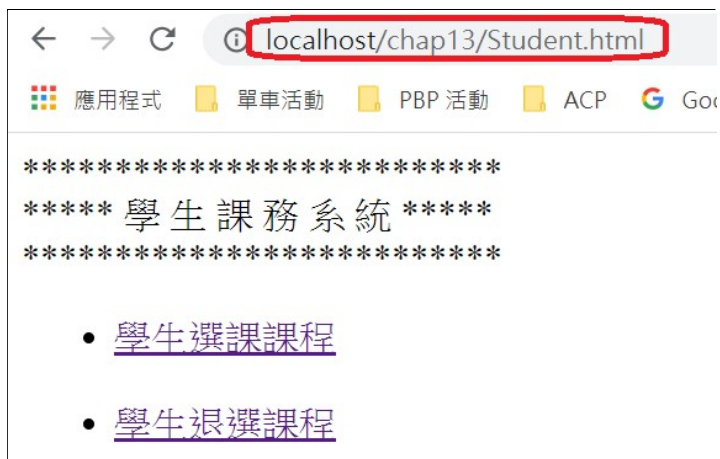 localhost/chap13/Student.html
應用程式 單車活動 PBP 活動 ACP
**************************
***** 學 生 課 務 系 統 *****
**************************
• 學生選課課程
• 學生退選課程